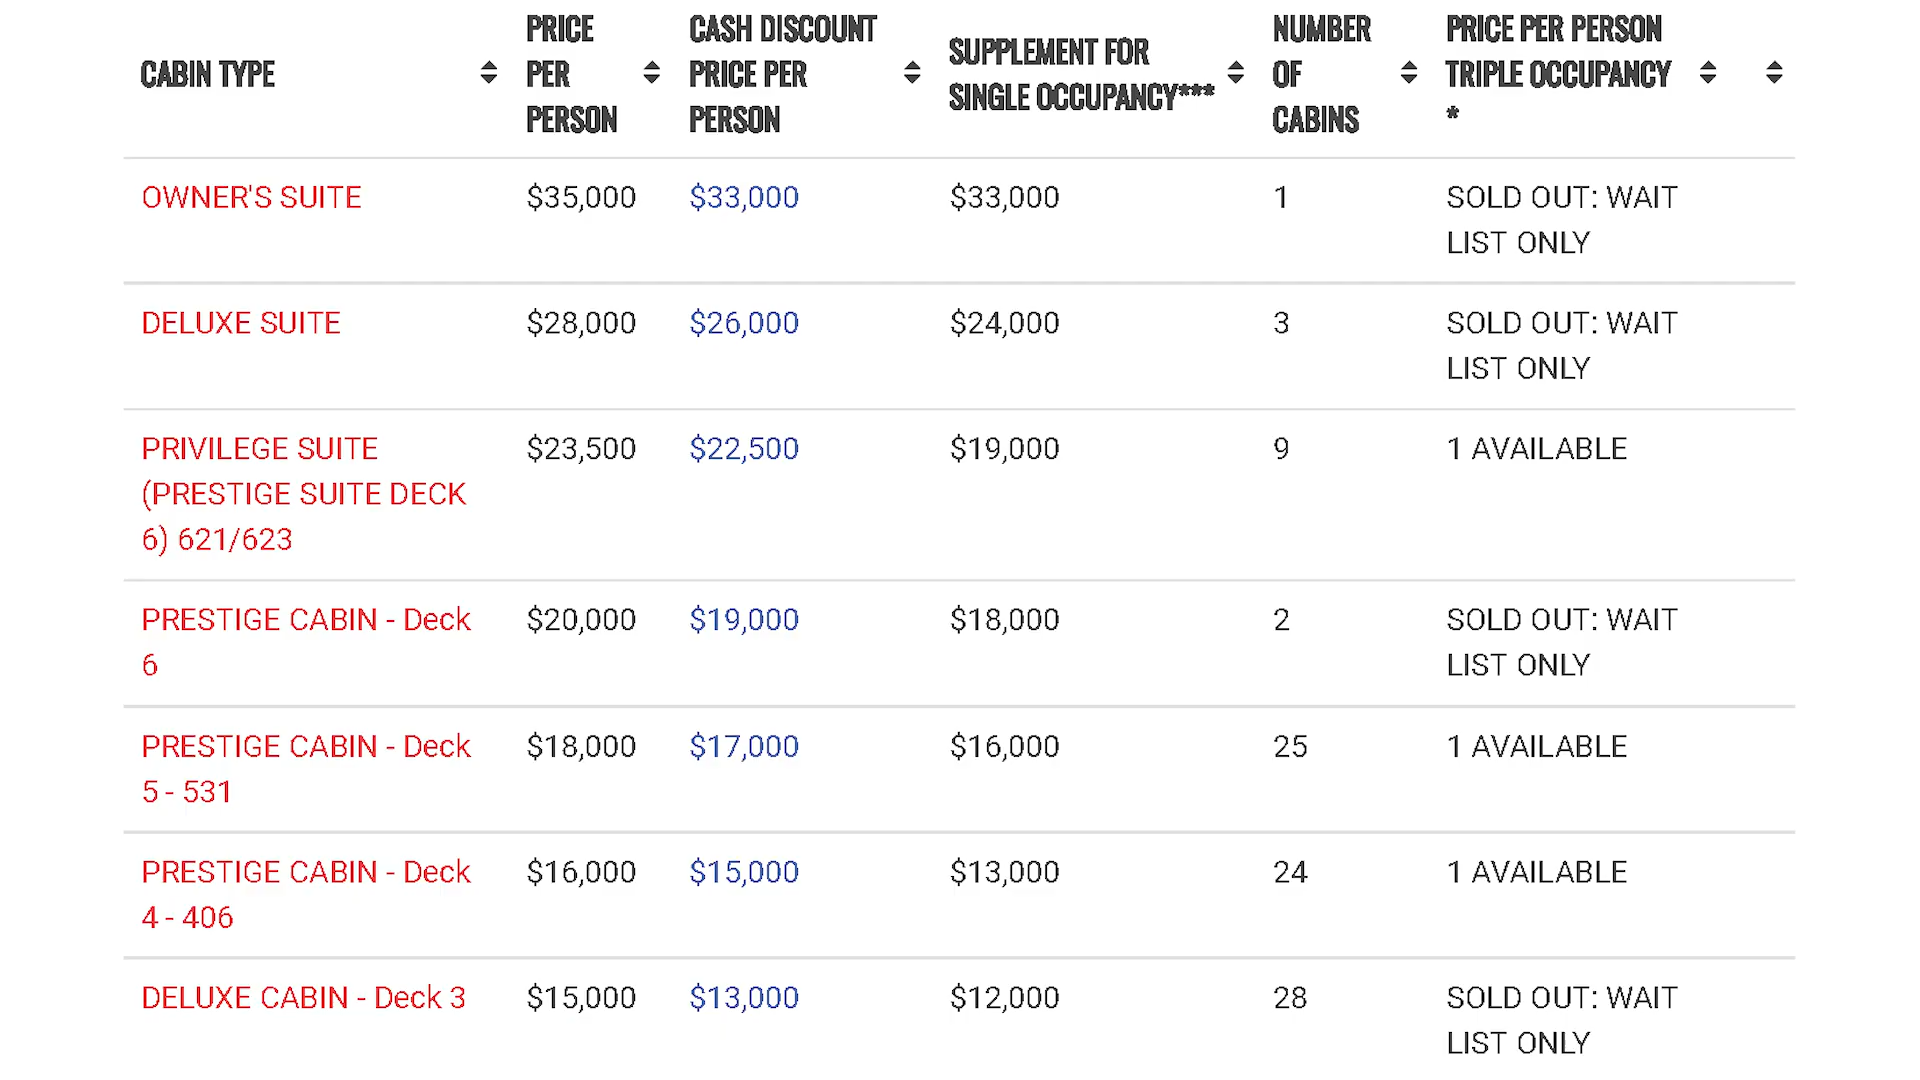 CABIN TYPE
PRICE PER PERSON
CASH DISCOUNT PRICE PER PERSON
SUPPLEMENT FOR SINGLE OCCUPANCY***
NUMBER OF CABINS
PRICE PER PERSON TRIPLE OCCUPANCY *
OWNER'S SUITE $35,000 $33,000 $33,000 1 SOLD OUT: WAIT
LIST ONLY
DELUXE SUITE $28,000 $26,000 $24,000 3 SOLD OUT: WAIT
LIST ONLY
PRIVILEGE SUITE $23,500 $22,500 $19,000 9 1 AVAILABLE
(PRESTIGE SUITE DECK
6) 621/623
PRESTIGE CABIN - Deck $20,000 $19,000 $18,000 2 SOLD OUT: WAIT
6 LIST ONLY
PRESTIGE CABIN - Deck $18,000 $17,000 $16,000 25 1 AVAILABLE
5 - 531
PRESTIGE CABIN - Deck $16,000 $15,000 $13,000 24 1 AVAILABLE
4 - 406
DELUXE CABIN - Deck 3 $15,000 $13,000 $12,000 28 SOLD OUT: WAIT
LIST ONLY